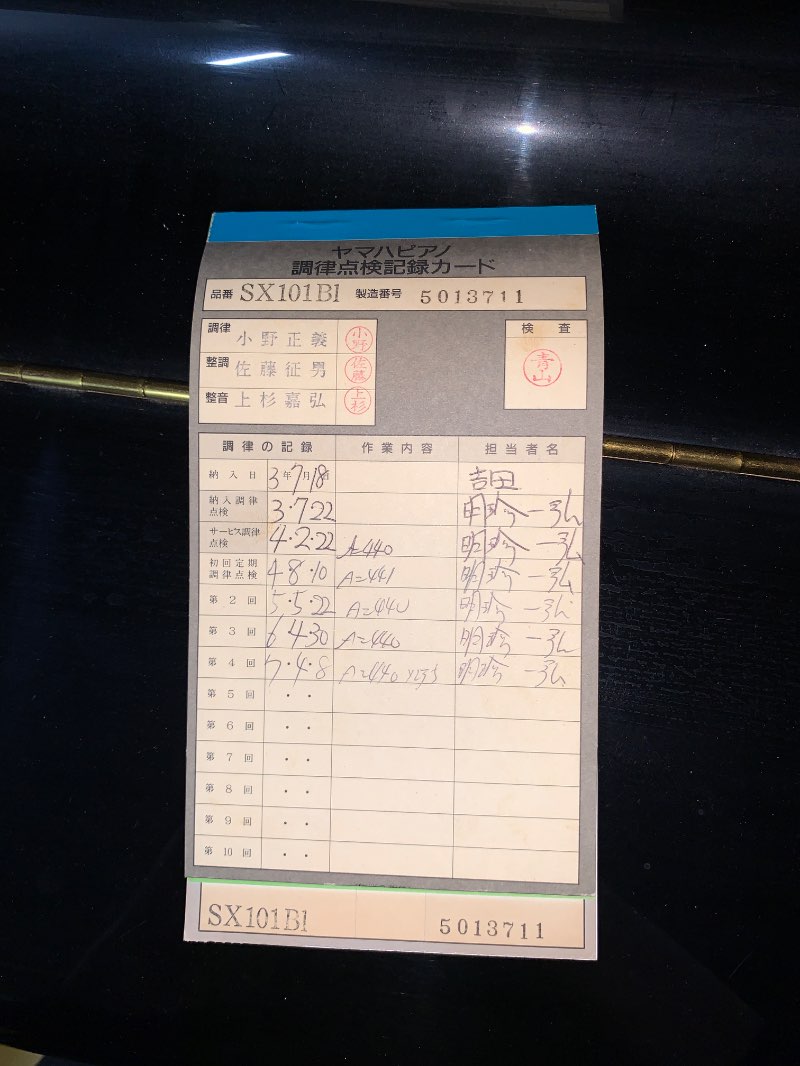 ヤマハピアノ
調律点検記録カード
品番 SX101Bl 製造番号 5013711
調律 小野正義 小野
検査
青山
整調 佐藤征男 佐藤
整音 上杉嘉弘 上杉
調律の記録 作業内容 担当者名
納入日 3年7月18日 吉田
納入調律点検 3・7・22
サービス調律点検 4・2・22 A=440
初回定期調律点検 4・8・10 A=441
第2回 5・5・22 A=440
第3回 6 4・30 A=440
第4回 7・4・8 A=440
第5回 ・・
第6回 ・・
第7回 ・・
第8回 ・・
第9回 ・・
第10回 ・・
SX101Bl 5013711